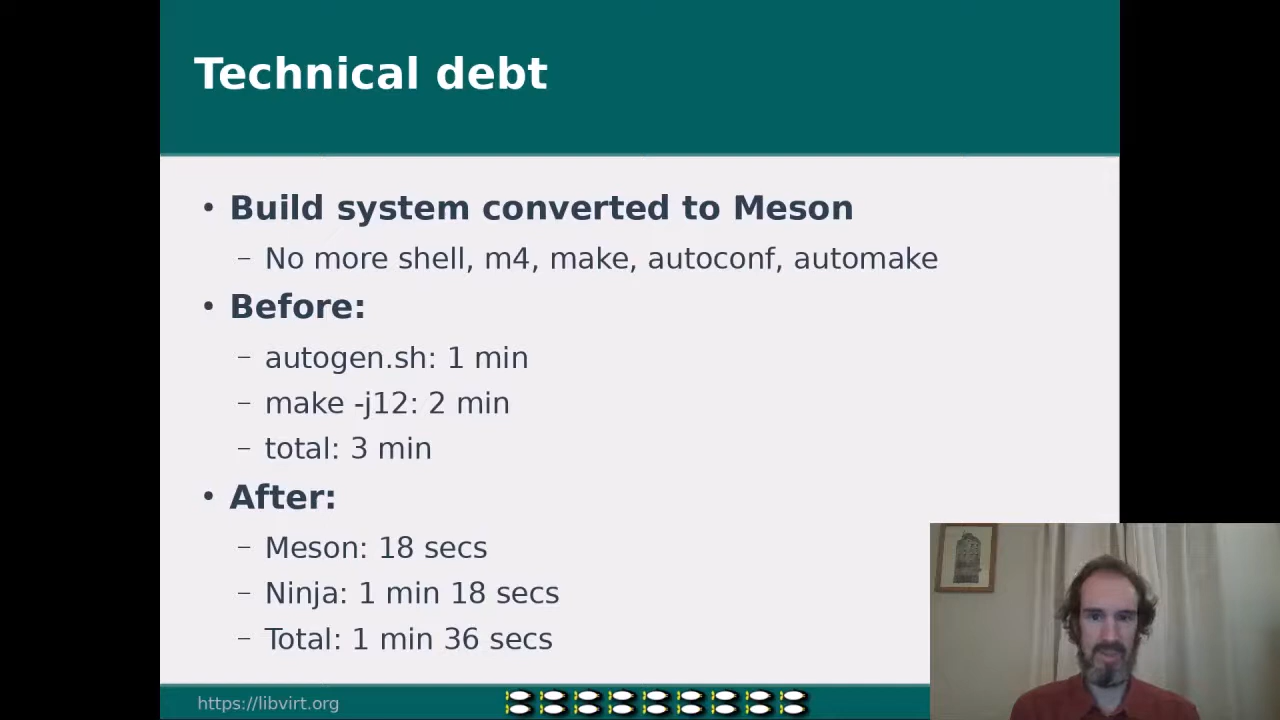 Technical debt
• Build system converted to Meson
– No more shell, m4, make, autoconf, automake
• Before:
– autogen.sh: 1 min
– make -j12: 2 min
– total: 3 min
• After:
– Meson: 18 secs
– Ninja: 1 min 18 secs
– Total: 1 min 36 secs
https://libvirt.org